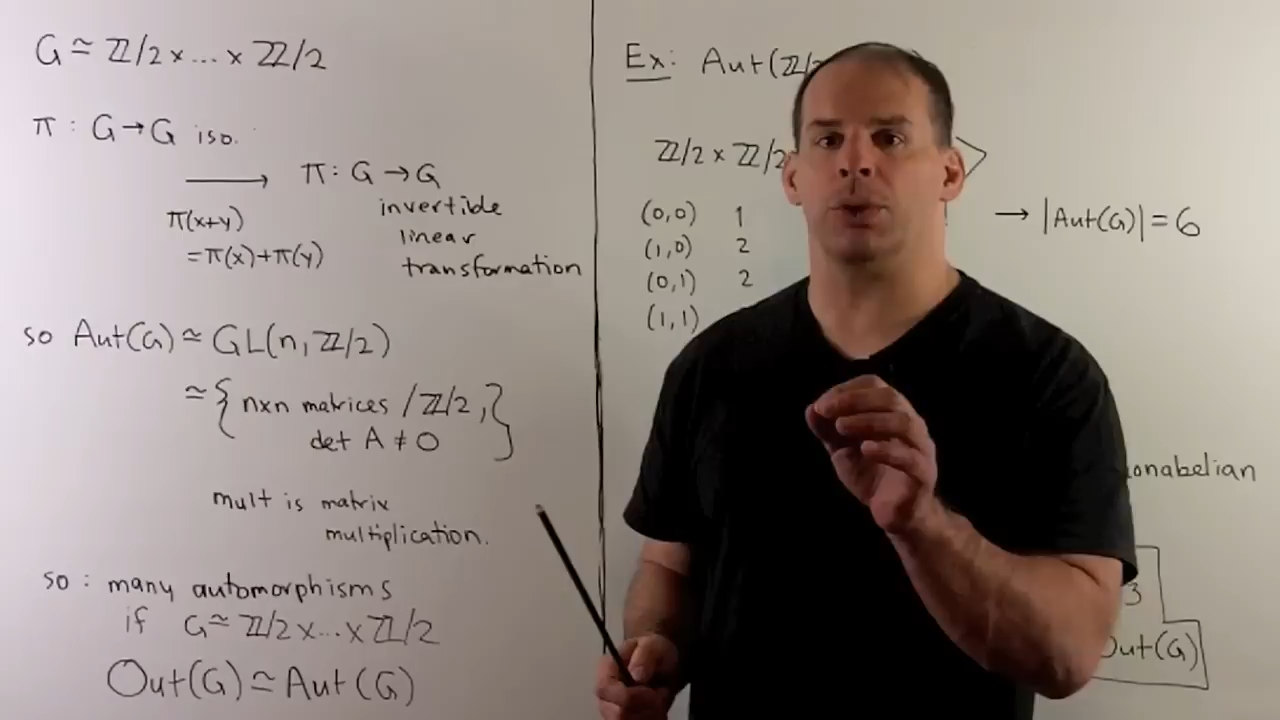 G ≃ ℤ/2 × ... × ℤ/2
π : G → G iso.
⟶ π : G → G
π(x+y) invertible
= π(x)+π(y) linear
transformation
so Aut(G) ≃ GL(n, ℤ/2)
≃ { n×n matrices / ℤ/2,
det A ≠ 0 }
mult is matrix
multiplication.
so : many automorphisms
if G ≃ ℤ/2 × ... × ℤ/2
Out(G) ≃ Aut(G)
Ex: Aut(ℤ/
ℤ/2 × ℤ/2
(0,0) 1
(1,0) 2
(0,1) 2
(1,1)
→ |Aut(G)| = 6
onabelian
3
Out(G)